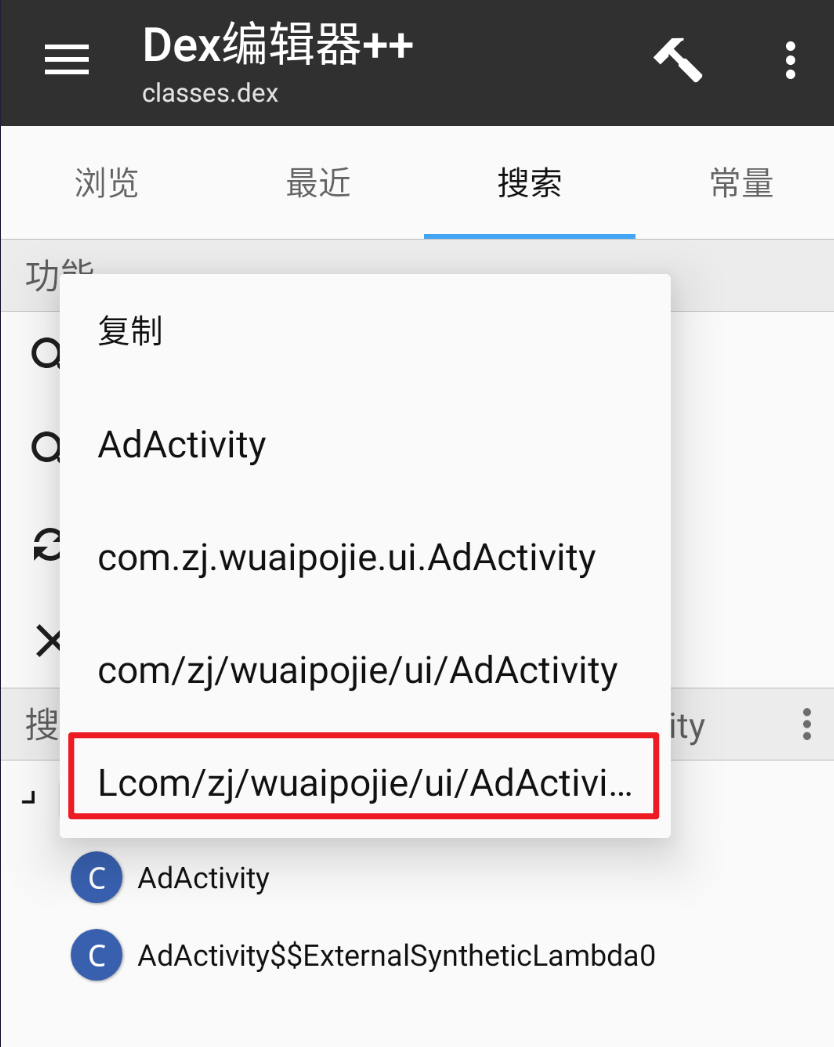 Dex编辑器++
classes.dex
浏览
最近
搜索
常量
功能
复制
AdActivity
com.zj.wuaipojie.ui.AdActivity
com/zj/wuaipojie/ui/AdActivity
搜
ity
Lcom/zj/wuaipojie/ui/AdActivi...
C AdActivity
C AdActivity$$ExternalSyntheticLambda0